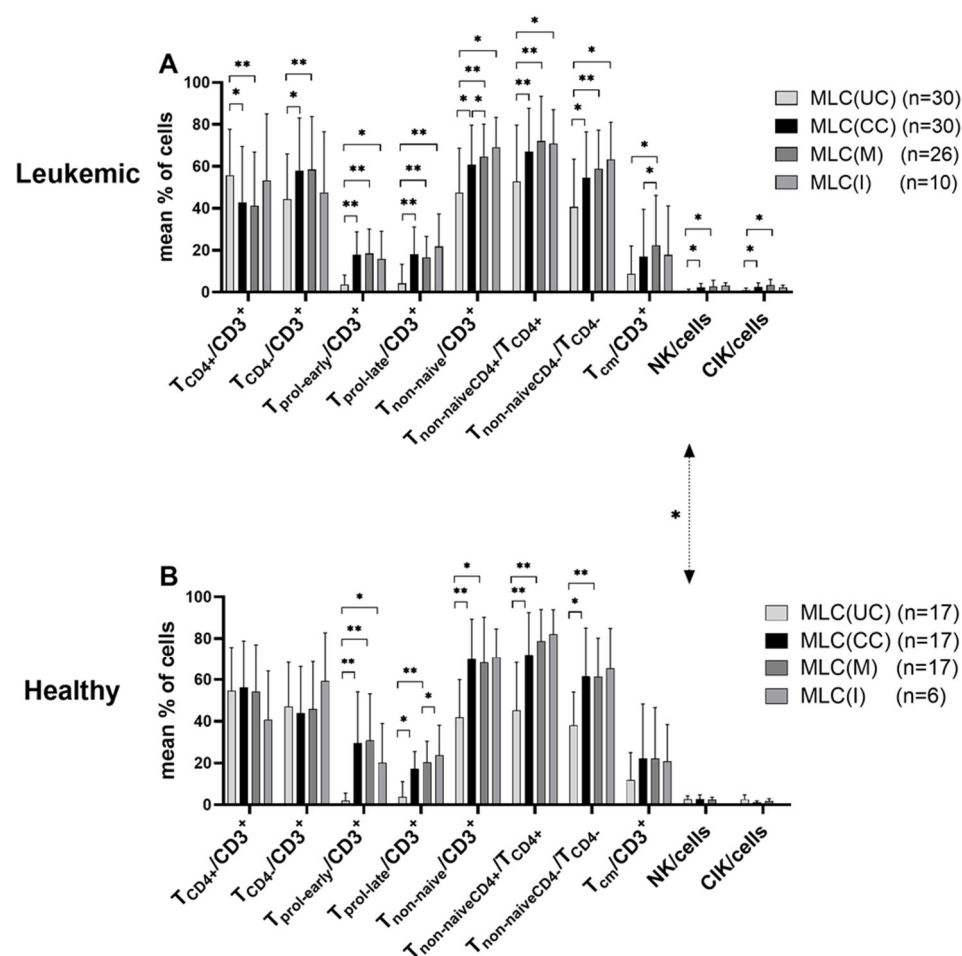 A
Leukemic
mean % of cells
100
80
60
40
20
0
** * ** * * ** ** ** ** * * ** * * * ** ** * ** * * * * * * *
MLC(UC) (n=30)
MLC(CC) (n=30)
MLC(M) (n=26)
MLC(I) (n=10)
TCD4+/CD3+
TCD4-/CD3+
Tprol-early/CD3+
Tprol-late/CD3+
Tnon-naive/CD3+
Tnon-naiveCD4+/TCD4+
Tnon-naiveCD4-/TCD4-
Tcm/CD3+
NK/cells
CIK/cells
*
B
Healthy
mean % of cells
100
80
60
40
20
0
* ** ** ** * * * ** ** ** ** *
MLC(UC) (n=17)
MLC(CC) (n=17)
MLC(M) (n=17)
MLC(I) (n=6)
TCD4+/CD3+
TCD4-/CD3+
Tprol-early/CD3+
Tprol-late/CD3+
Tnon-naive/CD3+
Tnon-naiveCD4+/TCD4+
Tnon-naiveCD4-/TCD4-
Tcm/CD3+
NK/cells
CIK/cells